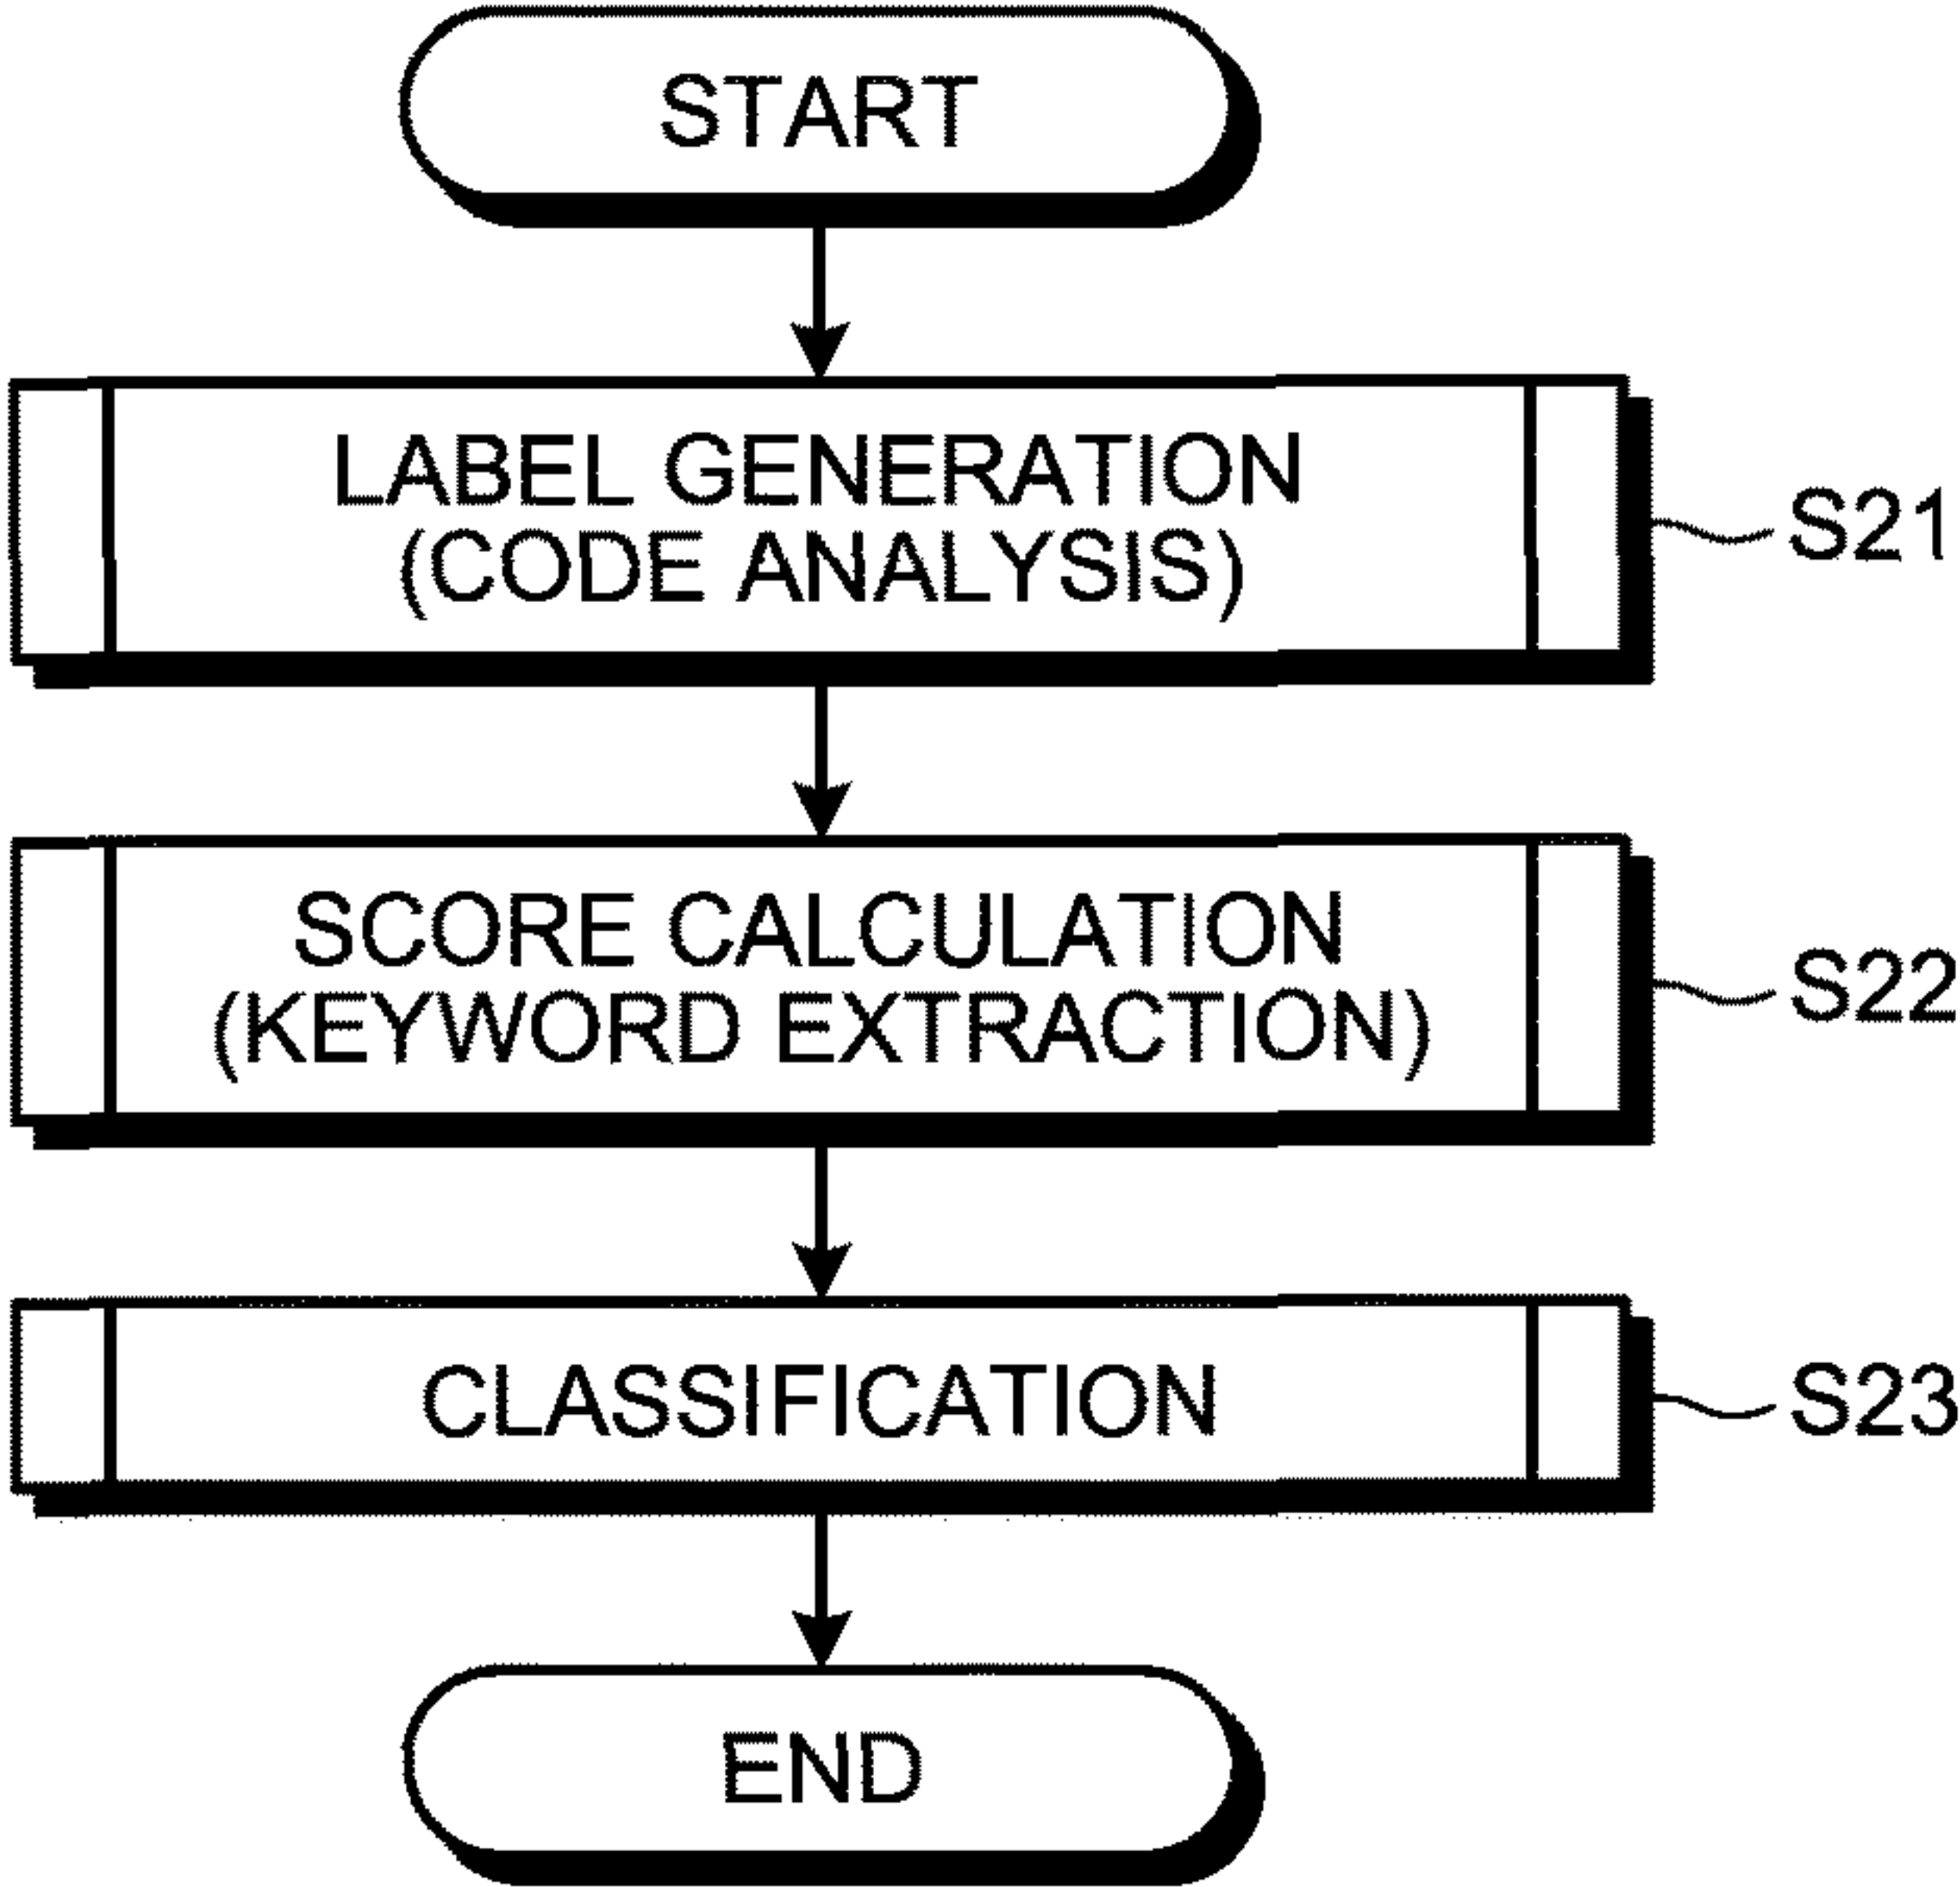 START
LABEL GENERATION
(CODE ANALYSIS)
S21
SCORE CALCULATION
(KEYWORD EXTRACTION)
S22
CLASSIFICATION
S23
END